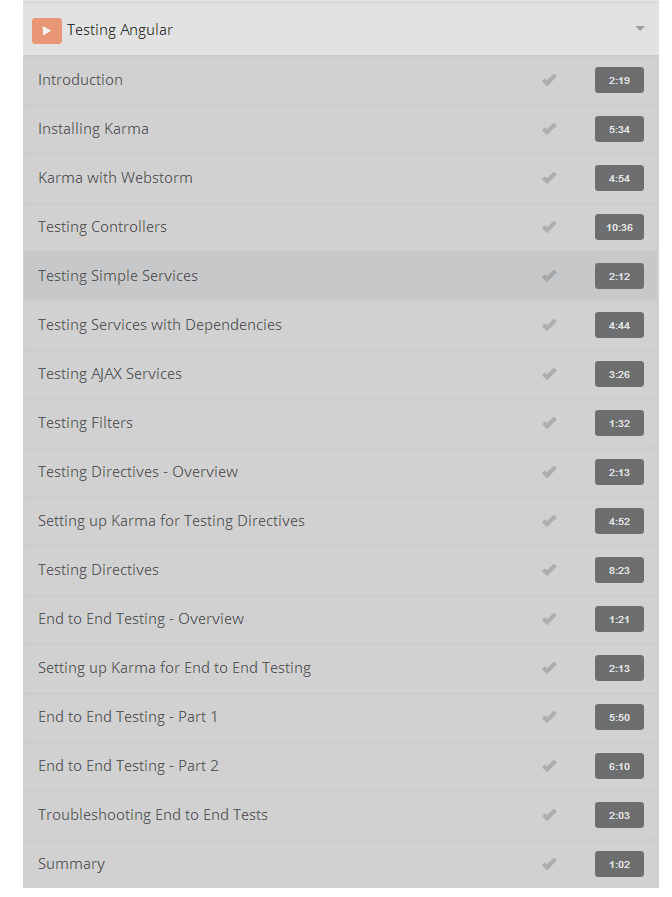 Testing Angular
Introduction 2:19
Installing Karma 5:34
Karma with Webstorm 4:54
Testing Controllers 10:36
Testing Simple Services 2:12
Testing Services with Dependencies 4:44
Testing AJAX Services 3:26
Testing Filters 1:32
Testing Directives - Overview 2:13
Setting up Karma for Testing Directives 4:52
Testing Directives 8:23
End to End Testing - Overview 1:21
Setting up Karma for End to End Testing 2:13
End to End Testing - Part 1 5:50
End to End Testing - Part 2 6:10
Troubleshooting End to End Tests 2:03
Summary 1:02